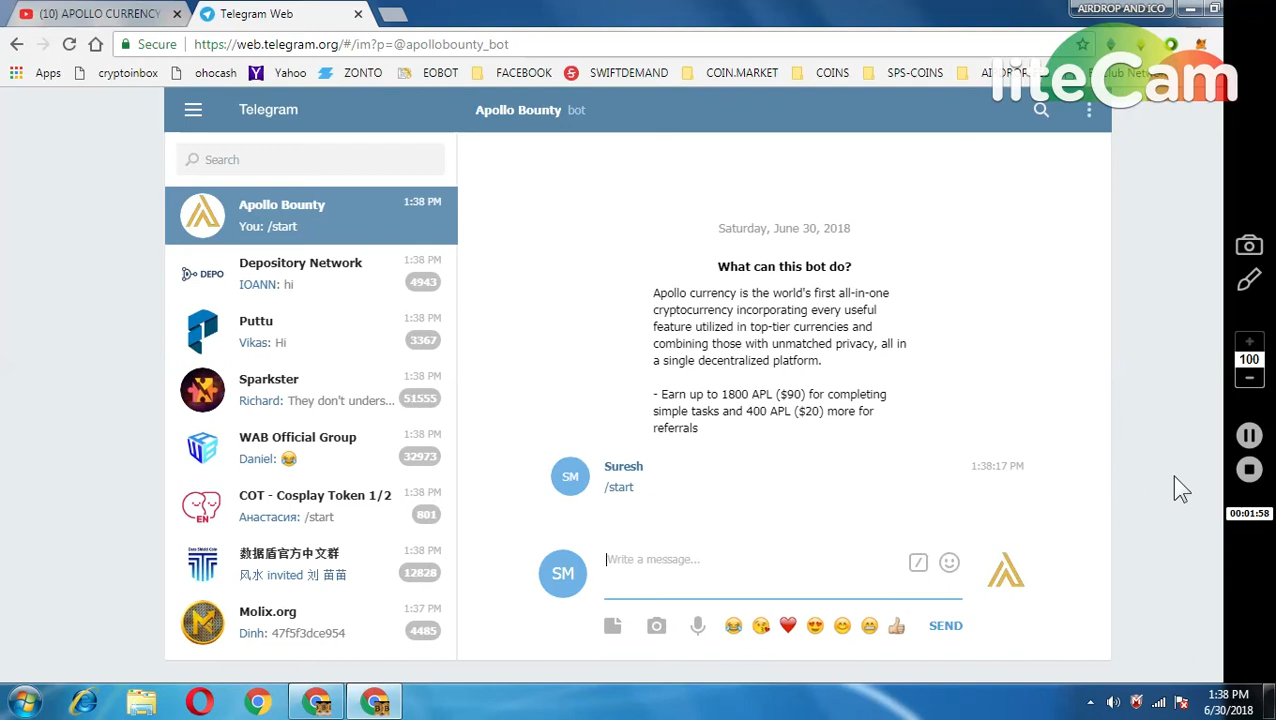 (10) APOLLO CURRENCY
Telegram Web
AIRDROP AND ICO
Secure
https://web.telegram.org/#/im?p=@apollobounty_bot
Apps
cryptoinbox
ohocash
Yahoo
ZONTO
EOBOT
FACEBOOK
SWIFTDEMAND
COIN.MARKET
COINS
SPS-COINS
liteCam
Telegram
Apollo Bounty bot
Search
Apollo Bounty
1:38 PM
You: /start
Depository Network
1:38 PM
DEPO
IOANN: hi
4943
Puttu
1:38 PM
Vikas: Hi
3367
Sparkster
1:38 PM
Richard: They don't unders...
51555
WAB Official Group
1:38 PM
Daniel: 😂
32973
COT - Cosplay Token 1/2
1:38 PM
EN
Анастасия: /start
801
数据盾官方中文群
1:38 PM
风水 invited 刘 苗苗
12828
Molix.org
1:37 PM
Dinh: 47f5f3dce954
4485
Saturday, June 30, 2018
What can this bot do?
Apollo currency is the world's first all-in-one
cryptocurrency incorporating every useful
feature utilized in top-tier currencies and
combining those with unmatched privacy, all in
a single decentralized platform.
- Earn up to 1800 APL ($90) for completing
simple tasks and 400 APL ($20) more for
referrals
SM
Suresh
1:38:17 PM
/start
SM
Write a message...
SEND
100
00:01:58
1:38 PM
6/30/2018